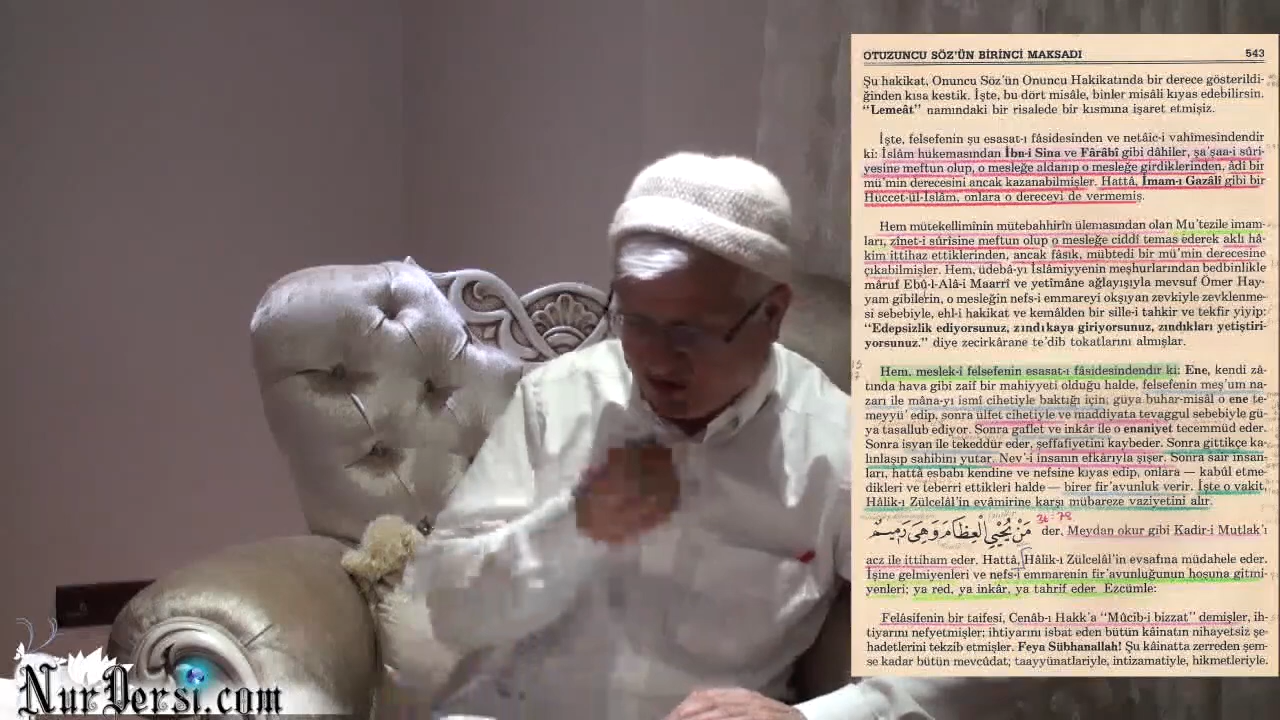 OTUZUNCU SÖZ'ÜN BİRİNCİ MAKSADI 543
Şu hakikat, Onuncu Söz'ün Onuncu Hakikatında bir derece gösterildi-
ğinden kısa kestik. İşte, bu dört misâle, binler misâli kıyas edebilirsin.
"Lemeât" namındaki bir risalede bir kısmına işaret etmişiz.
İşte, felsefenin şu esasat-ı fâsidesinden ve netâic-i vahîmesindendir
ki: İslâm hukemasından İbn-i Sina ve Fârâbî gibi dâhiler, şa'şaa-i sûri-
yesine meftun olup, o mesleğe aldanıp o mesleğe girdiklerinden, âdi bir
mü'min derecesini ancak kazanabilmişler. Hattâ, İmam-ı Gazâlî gibi bir
Hüccet-ül-İslâm, onlara o dereceyi de vermemiş.
Hem mütekellimînin mütebahhirîn ülemasından olan Mu'tezile imam-
ları, zînet-i sûrîsine meftun olup o mesleğe ciddî temas ederek aklı hâ-
kim ittihaz ettiklerinden, ancak fâsık, mübtedi bir mü'min derecesine
çıkabilmişler. Hem, üdebâ-yı İslâmiyyenin meşhurlarından bedbinlikle
mâruf Ebû-l-Alâ-i Maarrî ve yetîmâne ağlayışıyla mevsuf Ömer Hay-
yam gibilerin, o mesleğin nefs-i emmareyi okşıyan zevkiyle zevklenme-
si sebebiyle, ehl-i hakikat ve kemâlden bir sille-i tahkir ve tekfir yiyip:
"Edepsizlik ediyorsunuz, zındıkaya giriyorsunuz, zındıkları yetiştiri-
yorsunuz." diye zecirkârane te'dib tokatlarını almışlar.
Hem, meslek-i felsefenin esasat-ı fâsidesindendir ki: Ene, kendi zâ-
tında hava gibi zaif bir mahiyyeti olduğu halde, felsefenin meş'um na-
zarı ile mâna-yı ismî cihetiyle baktığı için; güya buhar-misâl o ene te-
meyyü' edip, sonra ülfet cihetiyle ve maddiyata tevaggul sebebiyle gü-
ya tasallub ediyor. Sonra gaflet ve inkâr ile o enaniyet tecemmüd eder.
Sonra isyan ile tekeddür eder, şeffafiyetini kaybeder. Sonra gittikçe ka-
lınlaşıp sahibini yutar. Nev'-i insanın efkârıyla şişer. Sonra sair insan-
ları, hattâ esbabı kendine ve nefsine kıyas edip, onlara — kabûl etme-
dikleri ve teberri ettikleri halde — birer fir'avunluk verir. İşte o vakit,
Hâlik-ı Zülcelâl'in evâmirine karşı mübareze vaziyetini alır.
36-78
مَنْ يُحْيِي الْعِظَامَ وَهِيَ رَمِيمٌ der, Meydan okur gibi Kadîr-i Mutlak'ı
acz ile ittiham eder. Hattâ, Hâlik-ı Zülcelâl'in evsafına müdahele eder.
İşine gelmiyenleri ve nefs-i emmarenin fir'avunluğunun hoşuna gitmi-
yenleri; ya red, ya inkâr, ya tahrif eder. Ezcümle:
Felâsifenin bir taifesi, Cenâb-ı Hakk'a "Mûcib-i bizzat" demişler, ih-
tiyarını nefyetmişler; ihtiyarını isbat eden bütün kâinatın nihayetsiz şe-
hadetlerini tekzib etmişler. Feya Sübhanallah! Şu kâinatta zerreden şem-
se kadar bütün mevcûdat; taayyünatlariyle, intizamatiyle, hikmetleriyle,
NurDersi.com